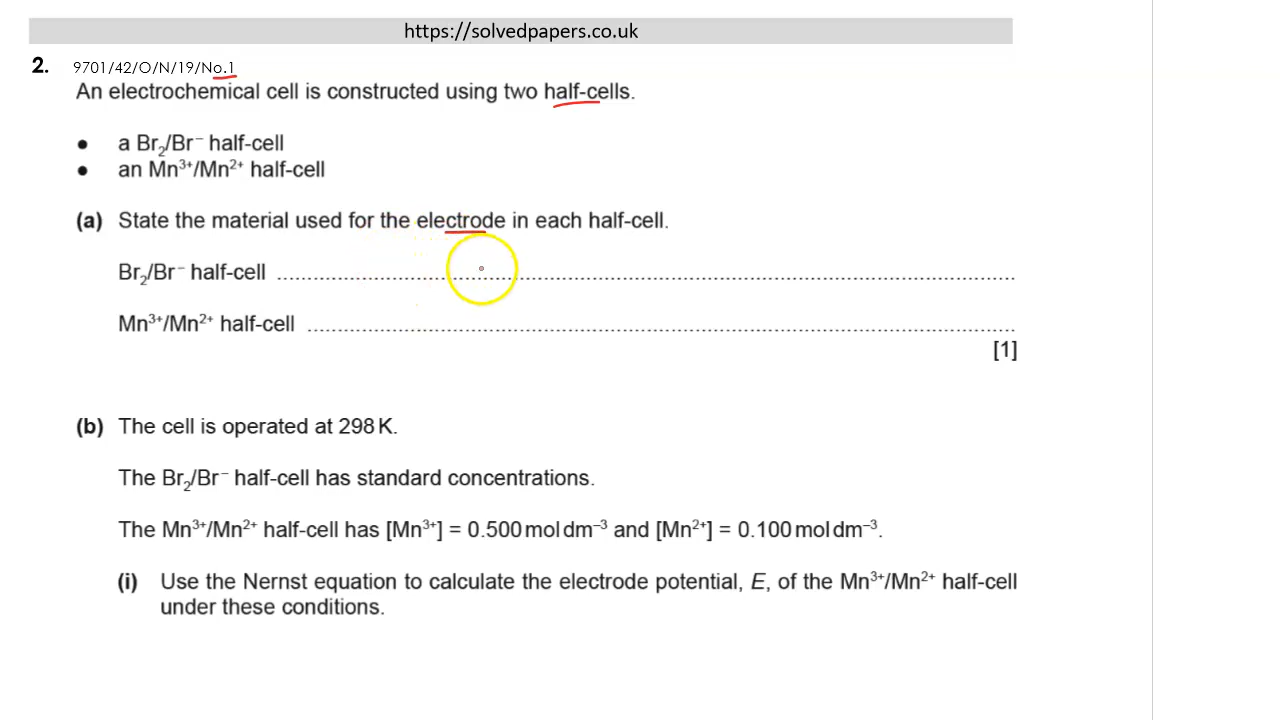 https://solvedpapers.co.uk
2. 9701/42/O/N/19/No.1
An electrochemical cell is constructed using two half-cells.
● a Br₂/Br⁻ half-cell
● an Mn³⁺/Mn²⁺ half-cell
(a) State the material used for the electrode in each half-cell.
Br₂/Br⁻ half-cell ..........................................................................................................................
Mn³⁺/Mn²⁺ half-cell .....................................................................................................................
[1]
(b) The cell is operated at 298 K.
The Br₂/Br⁻ half-cell has standard concentrations.
The Mn³⁺/Mn²⁺ half-cell has [Mn³⁺] = 0.500 mol dm⁻³ and [Mn²⁺] = 0.100 mol dm⁻³.
(i) Use the Nernst equation to calculate the electrode potential, E, of the Mn³⁺/Mn²⁺ half-cell
under these conditions.